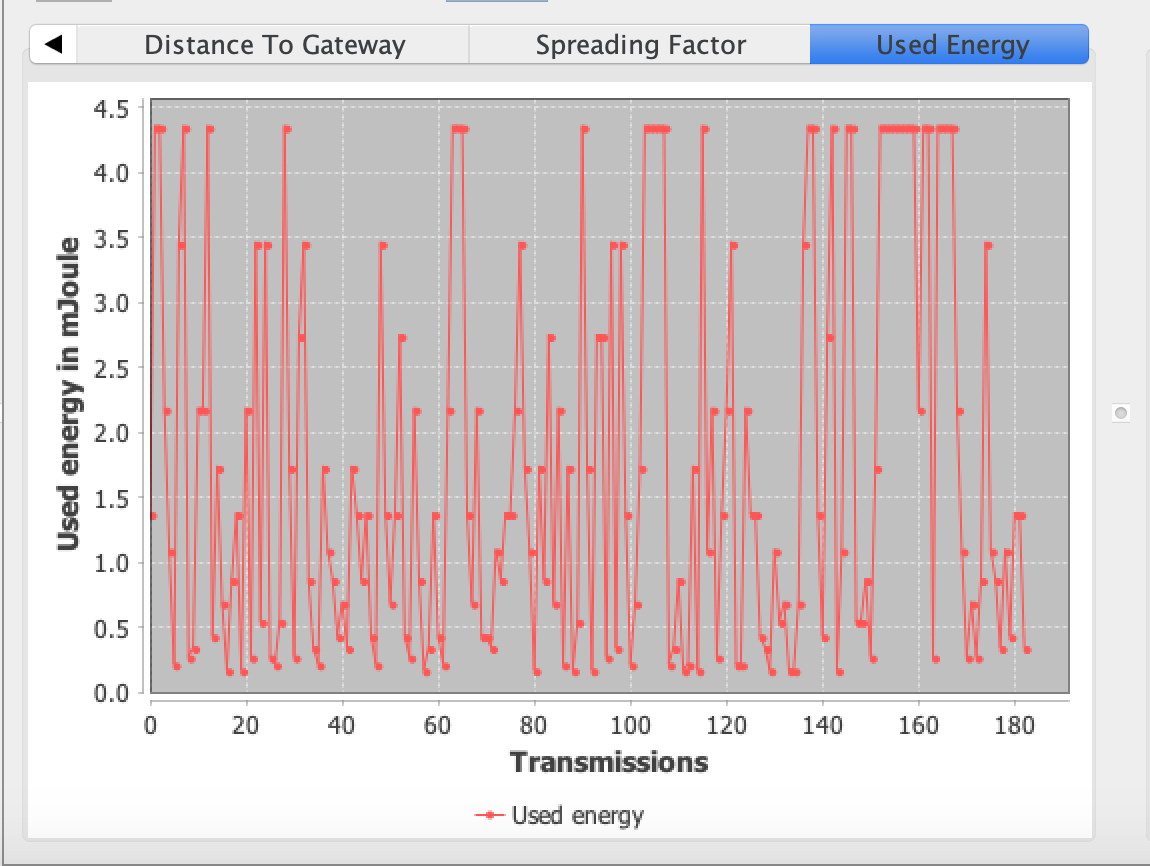 ◀ Distance To Gateway Spreading Factor Used Energy
4.5
4.0
3.5
3.0
2.5
2.0
1.5
1.0
0.5
0.0
Used energy in mJoule
0 20 40 60 80 100 120 140 160 180
Transmissions
Used energy